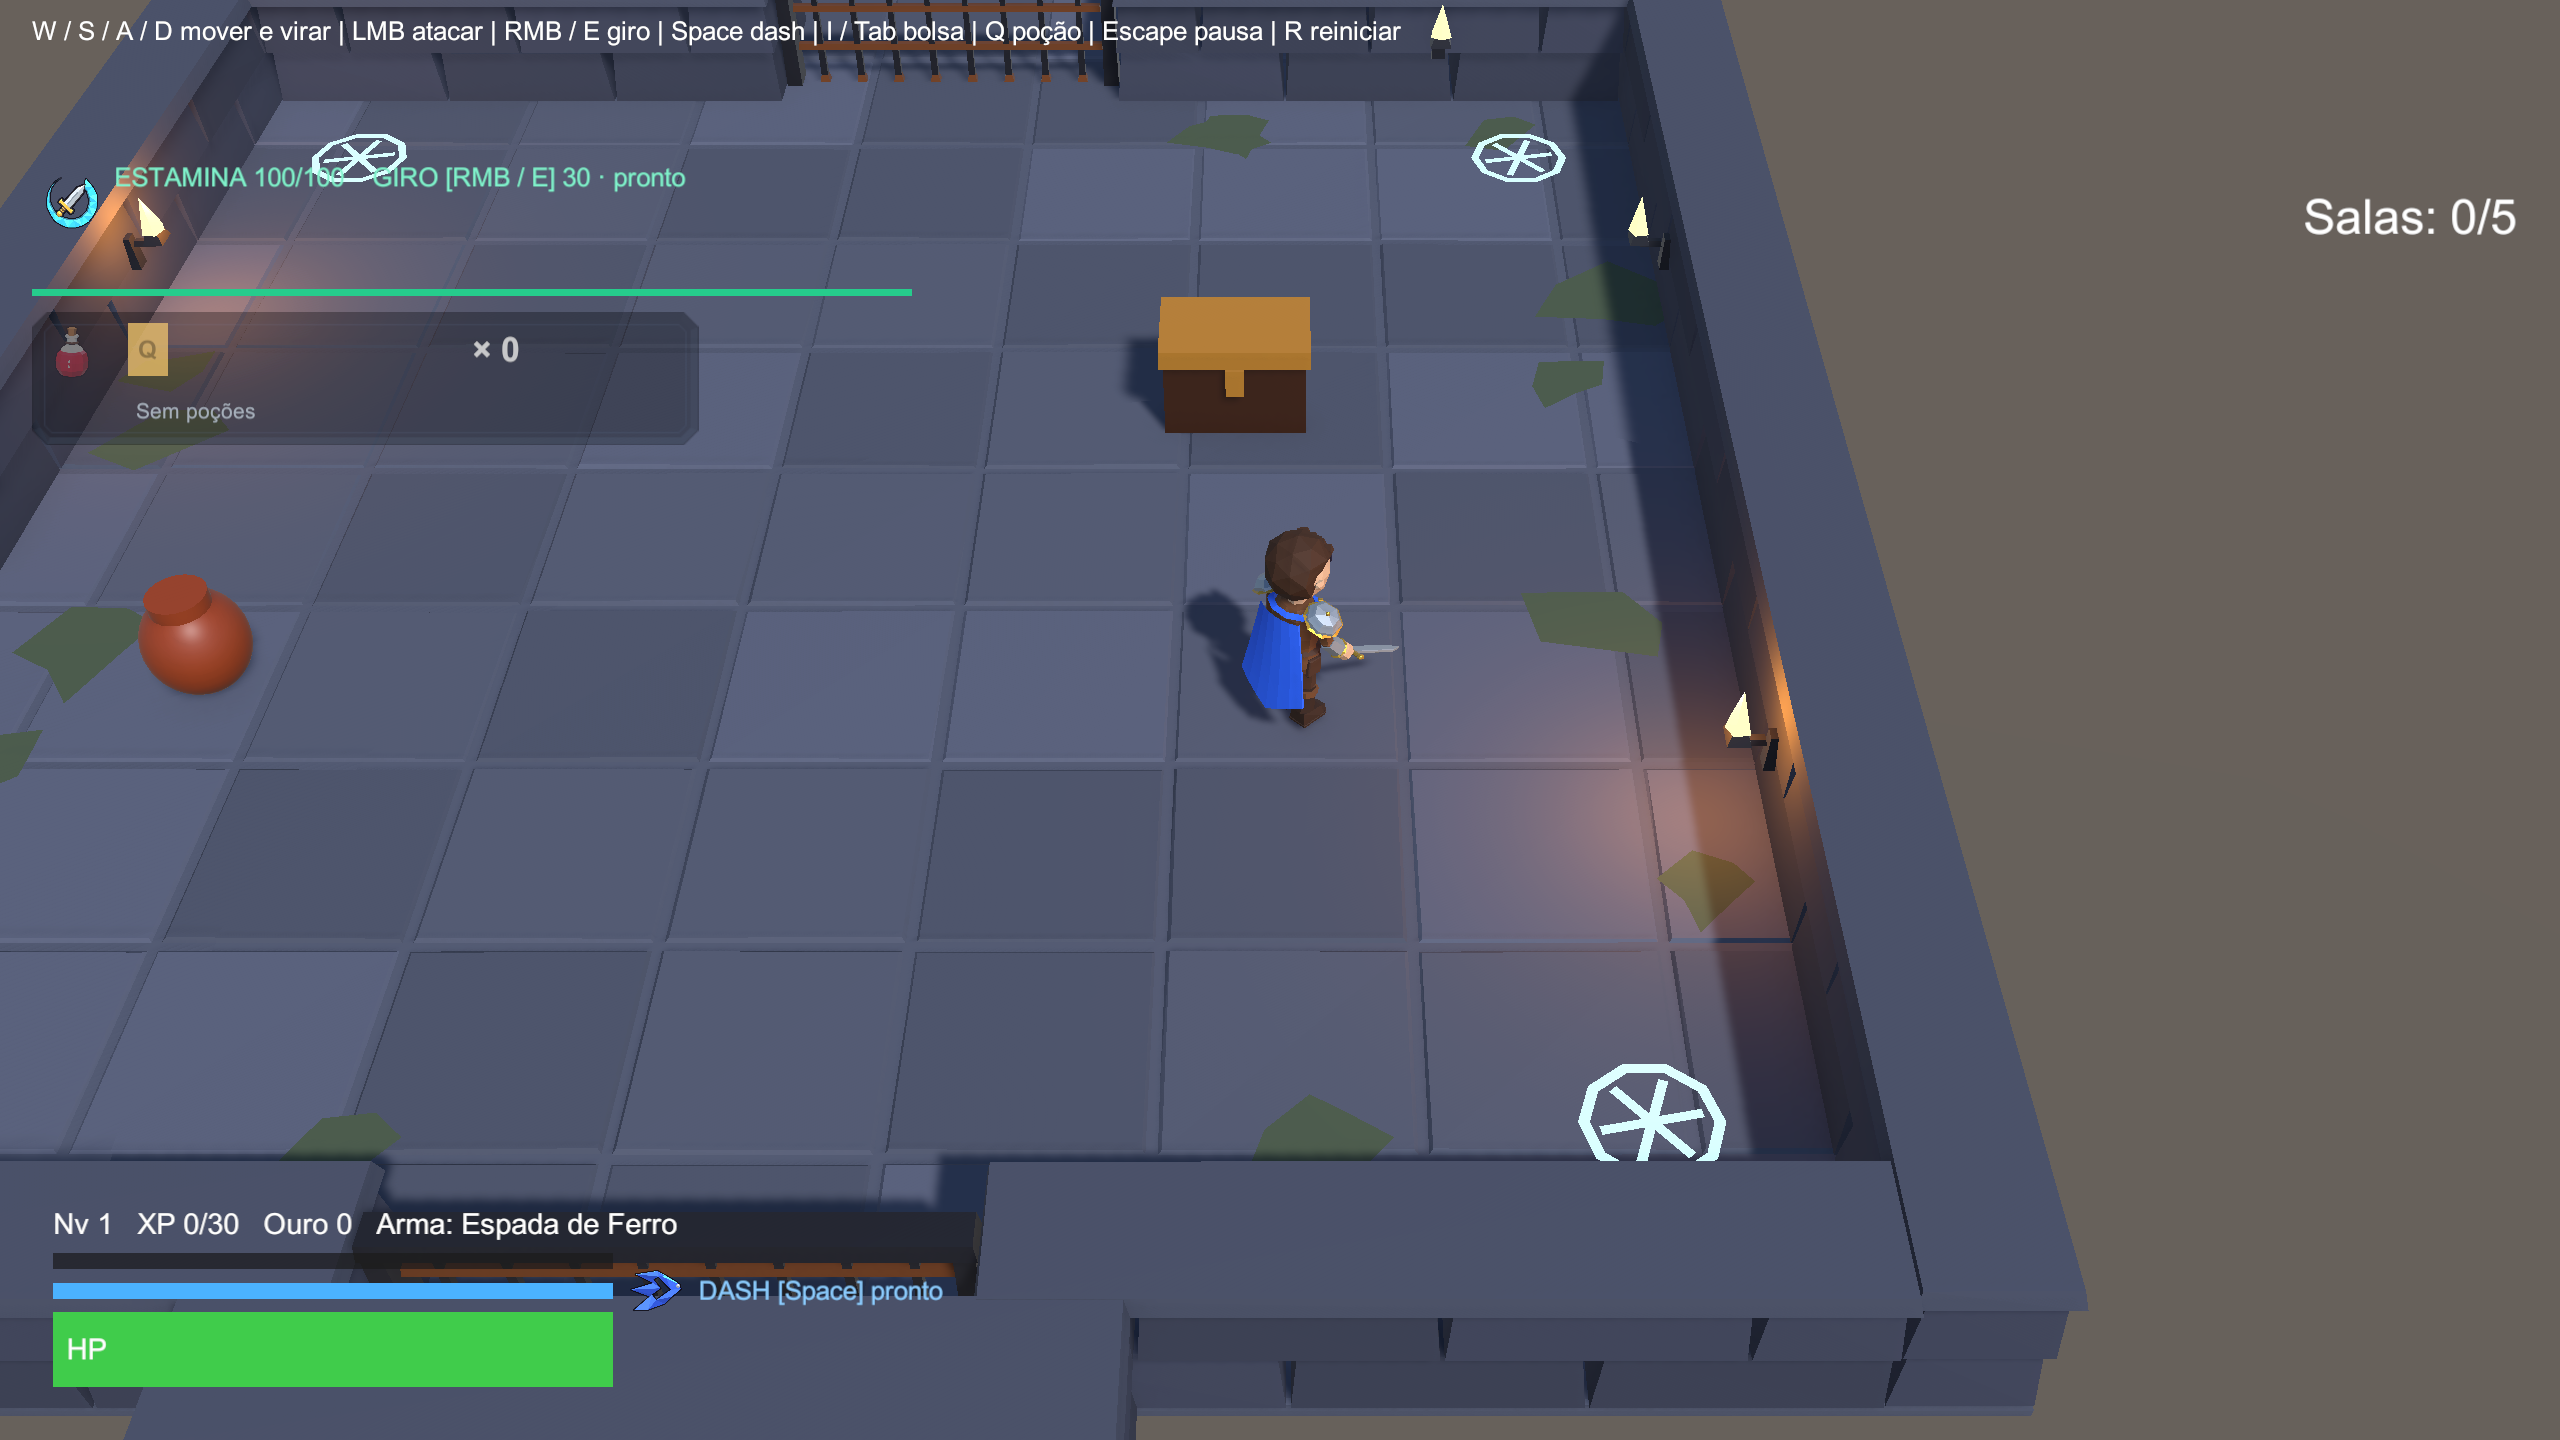 W / S / A / D mover e virar | LMB atacar | RMB / E giro | Space dash | I / Tab bolsa | Q poção | Escape pausa | R reiniciar
ESTAMINA 100/100 GIRO [RMB / E] 30 · pronto
Salas: 0/5
Q × 0
Sem poções
Nv 1 XP 0/30 Ouro 0 Arma: Espada de Ferro
DASH [Space] pronto
HP